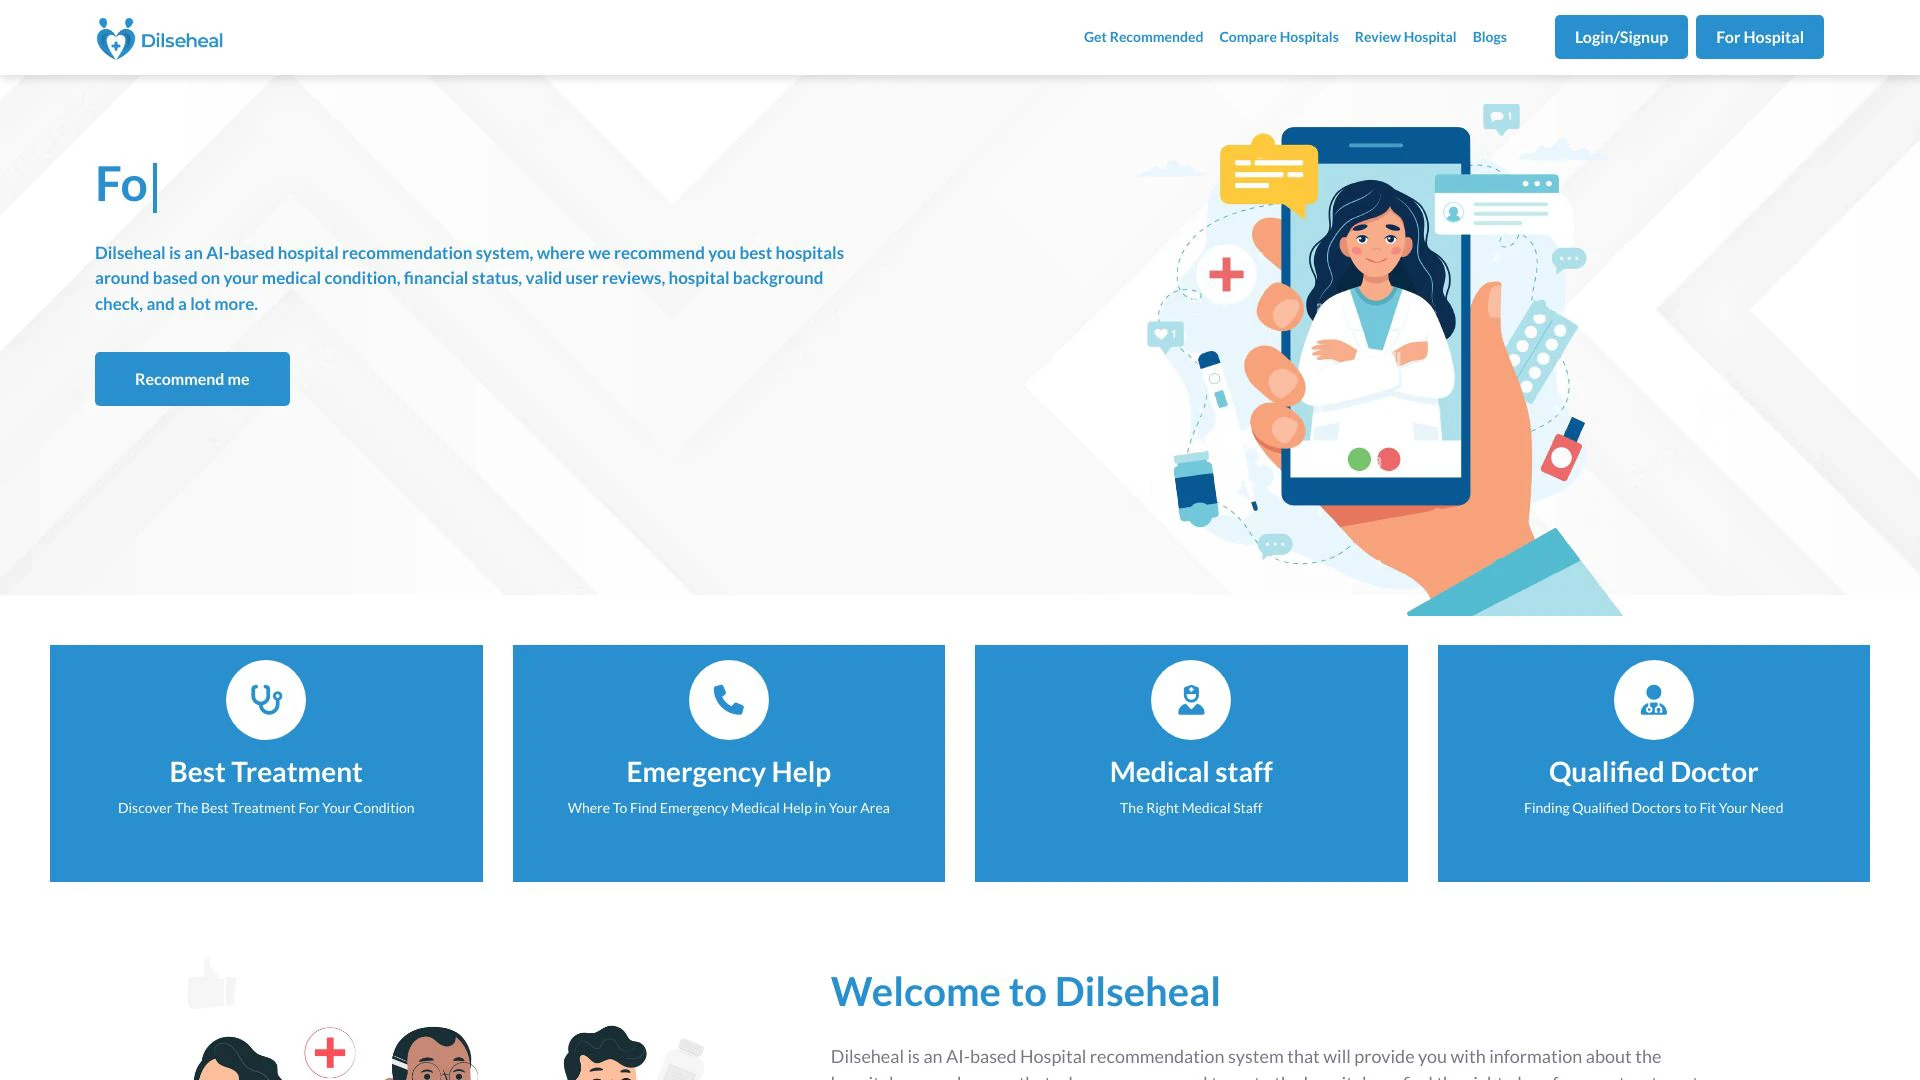 Dilseheal
Get Recommended
Compare Hospitals
Review Hospital
Blogs
Login/Signup
For Hospital
Fo
Dilseheal is an AI-based hospital recommendation system, where we recommend you best hospitals
around based on your medical condition, financial status, valid user reviews, hospital background
check, and a lot more.
Recommend me
1
1
Best Treatment
Discover The Best Treatment For Your Condition
Emergency Help
Where To Find Emergency Medical Help in Your Area
Medical staff
The Right Medical Staff
Qualified Doctor
Finding Qualified Doctors to Fit Your Need
Welcome to Dilseheal
Dilseheal is an AI-based Hospital recommendation system that will provide you with information about the